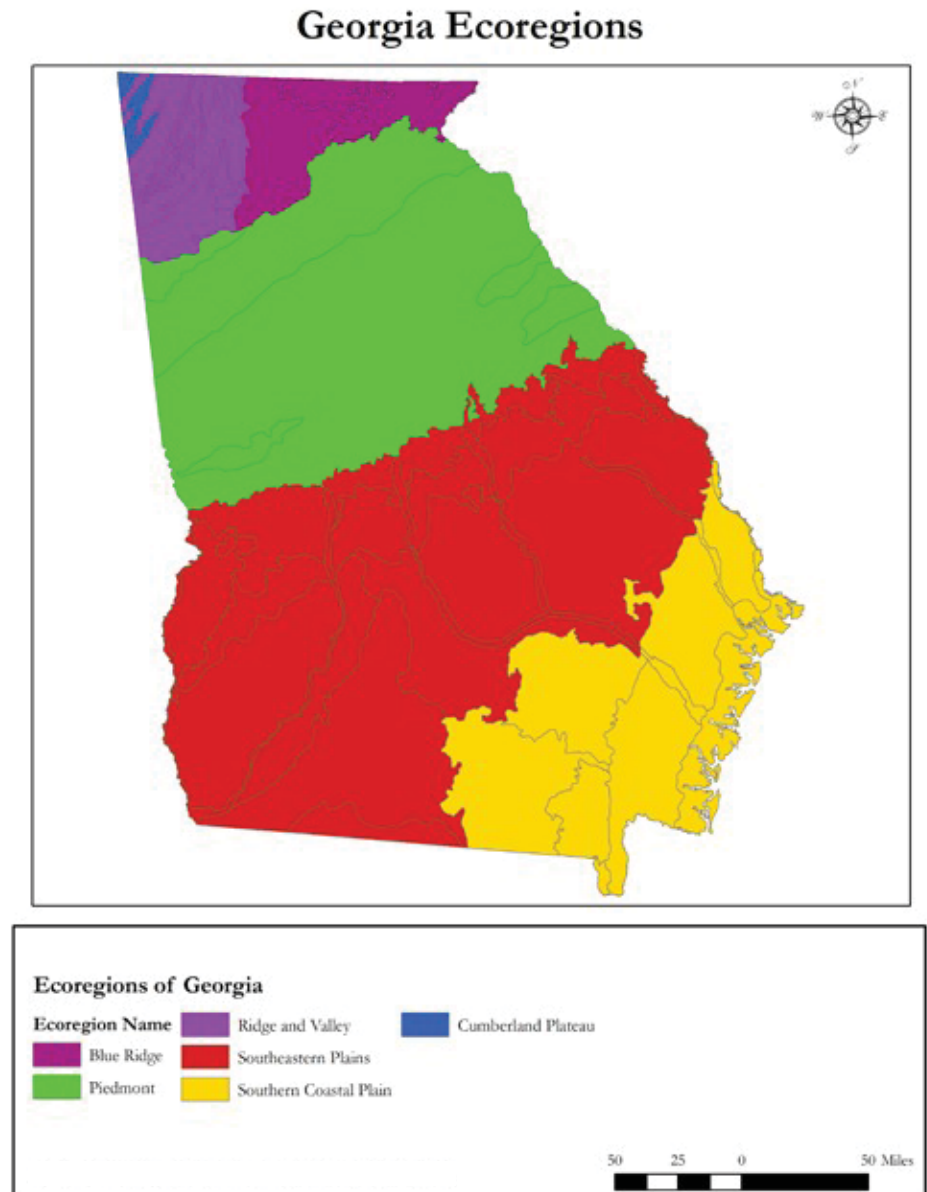 Georgia Ecoregions
N
W E
S
Ecoregions of Georgia
Ecoregion Name
Blue Ridge
Piedmont
Ridge and Valley
Southeastern Plains
Southern Coastal Plain
Cumberland Plateau
50 25 0 50 Miles